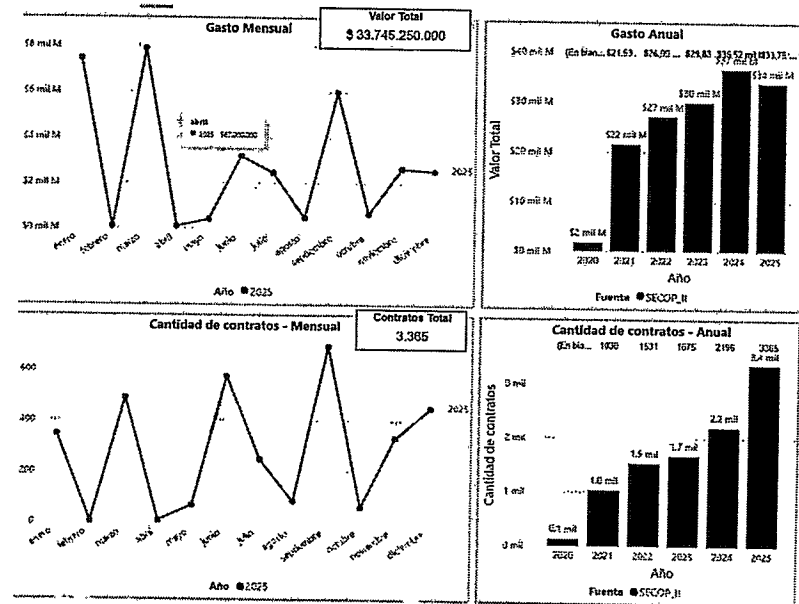 Gasto Mensual
Valor Total
$ 33.745.250.000
$8 mil M
$6 mil M
$4 mil M
$2 mil M
$0 mil M
abril
2025
2025
enero
febrero
marzo
abril
mayo
junio
julio
agosto
septiembre
octubre
noviembre
diciembre
Año 2025
Gasto Anual
$40 mil M
$30 mil M
$20 mil M
$10 mil M
$0 mil M
Valor Total
$2 mil M
$22 mil M
$27 mil M
$30 mil M
$37 mil M
$34 mil M
2020
2021
2022
2023
2024
2025
Año
Fuente SECOP_II
Cantidad de contratos - Mensual
Contratos Total
3.365
600
400
200
0
2025
enero
febrero
marzo
abril
mayo
junio
julio
agosto
septiembre
octubre
noviembre
diciembre
Año 2025
Cantidad de contratos - Anual
(En bla... 1531 1675 2196 3365
Cantidad de contratos
3 mil
2 mil
1 mil
0 mil
0.1 mil
1.0 mil
1.5 mil
1.7 mil
2.2 mil
3.4 mil
2020
2021
2022
2023
2024
2025
Año
Fuente SECOP_II